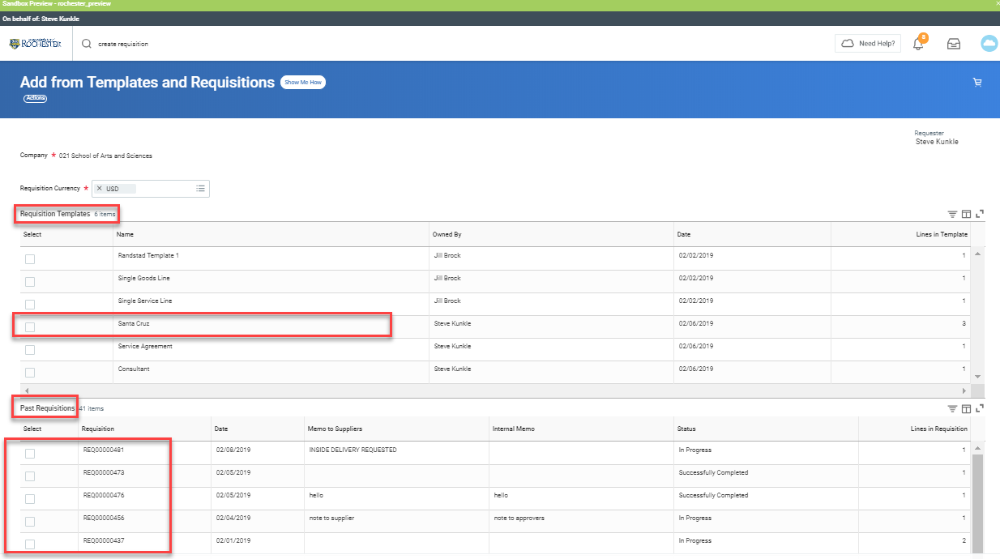 Sandbox Preview - rochester_preview
On behalf of: Steve Kunkle
ROCHESTER
create requisition
Need Help?
8
Add from Templates and Requisitions
Show Me How
Actions
Requester
Steve Kunkle
Company * 021 School of Arts and Sciences
Requisition Currency * × USD
Requisition Templates 6 items
Select Name Owned By Date Lines in Template
Randstad Template 1 Jill Brock 02/02/2019 1
Single Goods Line Jill Brock 02/02/2019 1
Single Service Line Jill Brock 02/02/2019 1
Santa Cruz Steve Kunkle 02/06/2019 3
Service Agreement Steve Kunkle 02/06/2019 1
Consultant Steve Kunkle 02/06/2019 1
Past Requisitions 41 items
Select Requisition Date Memo to Suppliers Internal Memo Status Lines in Requisition
REQ00000481 02/08/2019 INSIDE DELIVERY REQUESTED In Progress 1
REQ00000473 02/05/2019 Successfully Completed 1
REQ00000476 02/05/2019 hello hello Successfully Completed 1
REQ00000456 02/04/2019 note to supplier note to approvers In Progress 1
REQ00000437 02/01/2019 In Progress 2